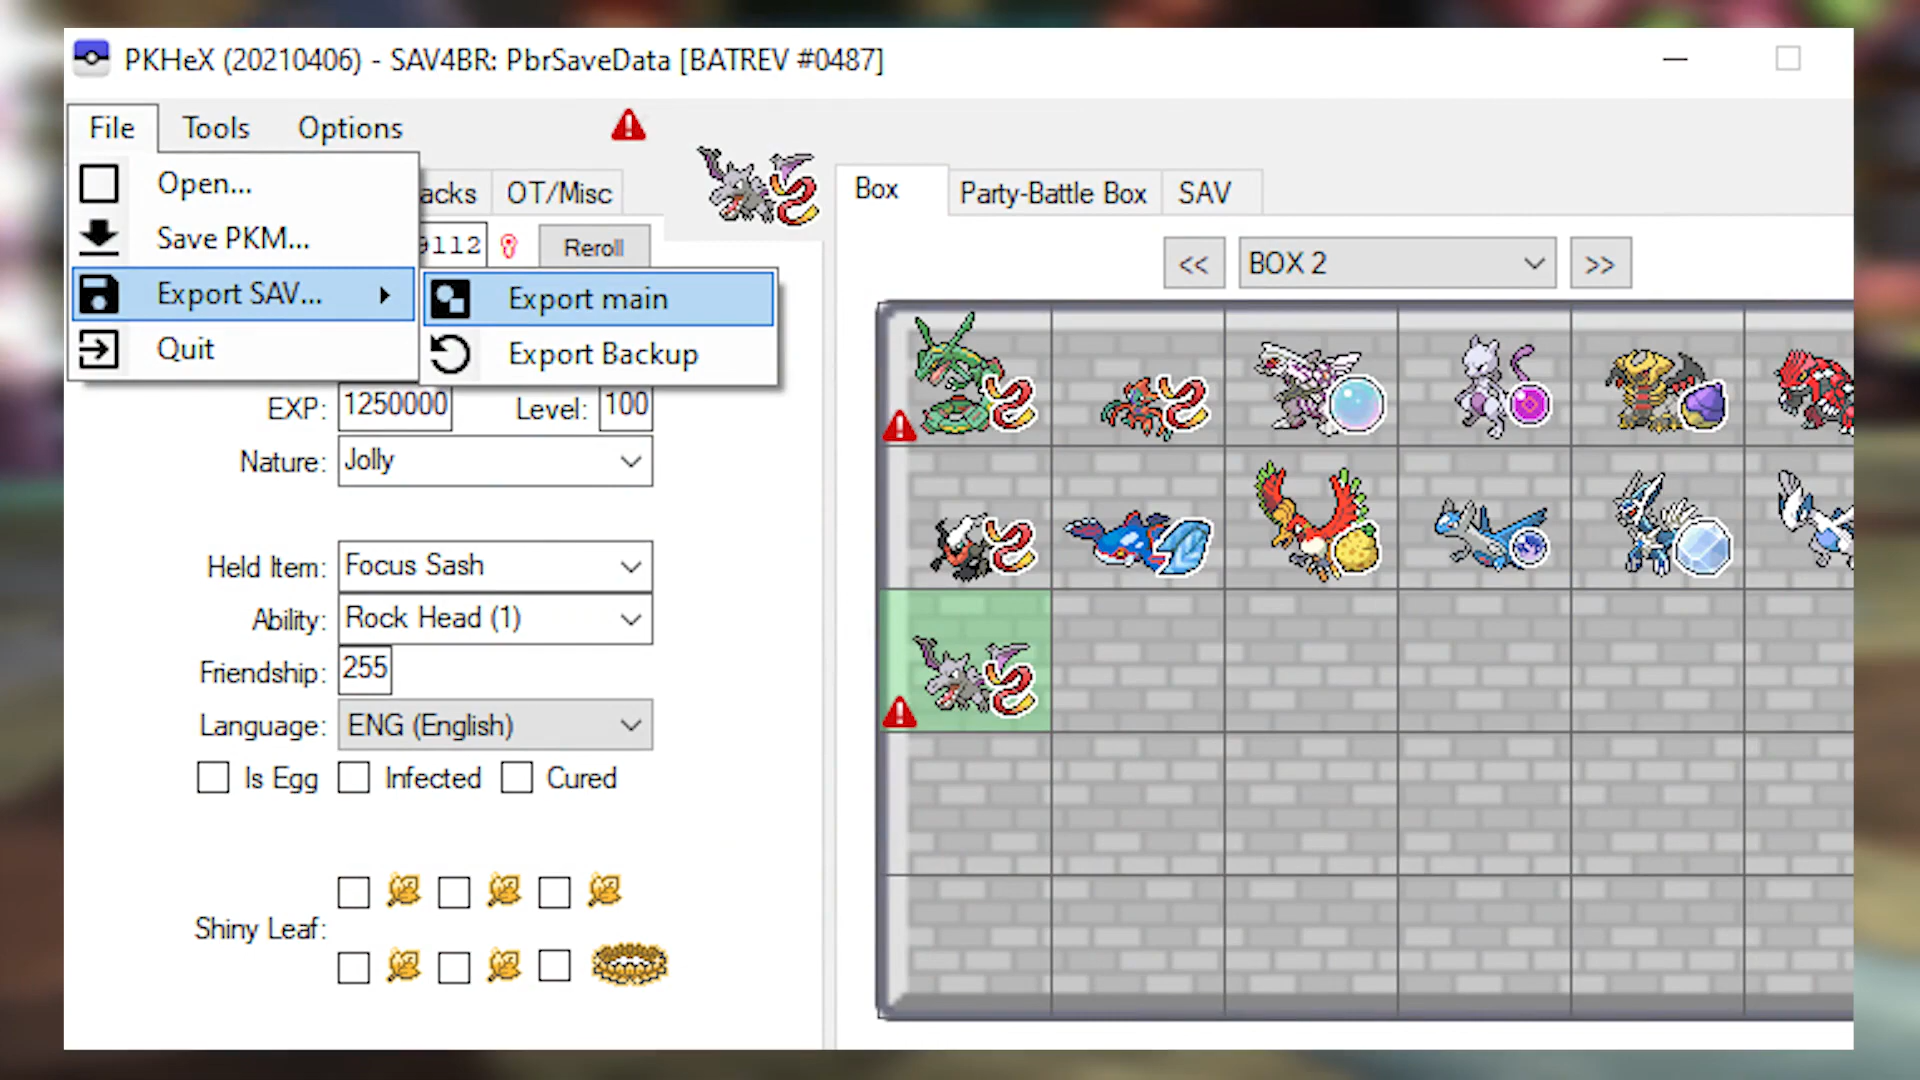 PKHeX (20210406) - SAV4BR: PbrSaveData [BATREV #0487]
File Tools Options
Open...
Save PKM...
Export SAV...
Quit
Export main
Export Backup
acks OT/Misc
9112 Reroll
EXP: 1250000 Level: 100
Nature: Jolly
Held Item: Focus Sash
Ability: Rock Head (1)
Friendship: 255
Language: ENG (English)
Is Egg Infected Cured
Shiny Leaf:
Box Party-Battle Box SAV
<< BOX 2 >>